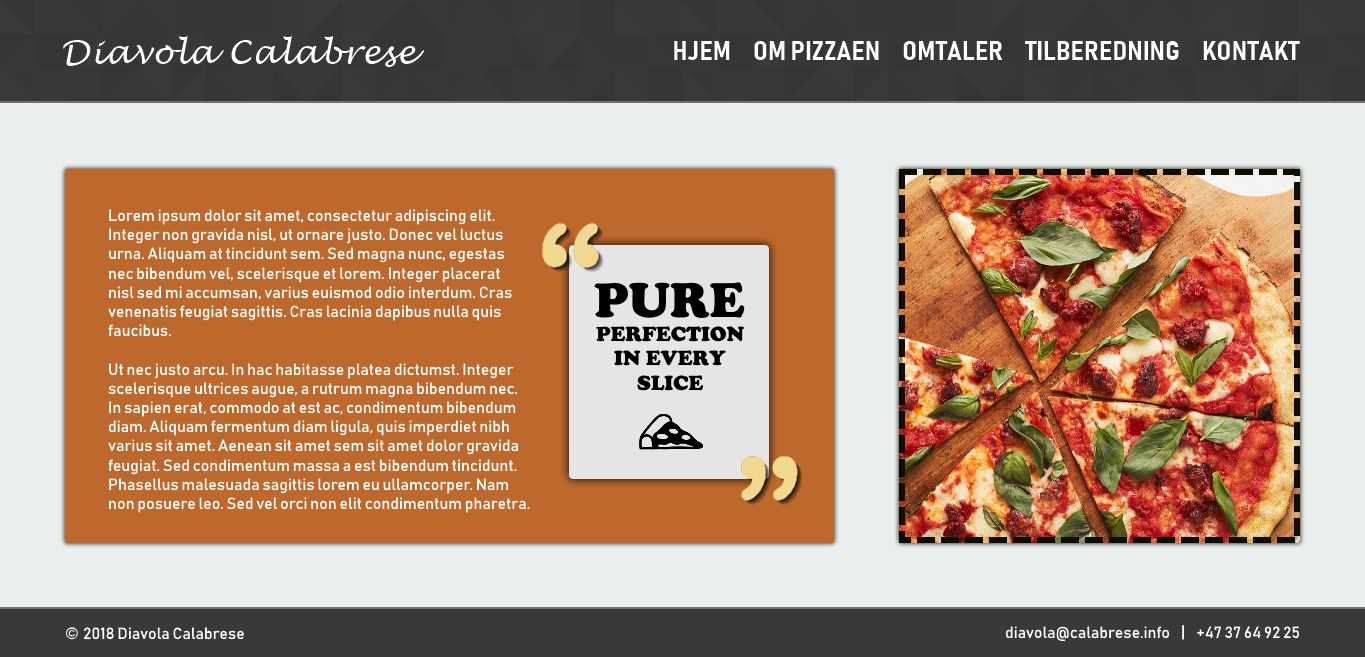 Diavola Calabrese
HJEM OM PIZZAEN OMTALER TILBEREDNING KONTAKT
Lorem ipsum dolor sit amet, consectetur adipiscing elit.
Integer non gravida nisl, ut ornare justo. Donec vel luctus
urna. Aliquam at tincidunt sem. Sed magna nunc, egestas
nec bibendum vel, scelerisque et lorem. Integer placerat
nisl sed mi accumsan, varius euismod odio interdum. Cras
venenatis feugiat sagittis. Cras lacinia dapibus nulla quis
faucibus.
Ut nec justo arcu. In hac habitasse platea dictumst. Integer
scelerisque ultrices augue, a rutrum magna bibendum nec.
In sapien erat, commodo at est ac, condimentum bibendum
diam. Aliquam fermentum diam ligula, quis imperdiet nibh
varius sit amet. Aenean sit amet sem sit amet dolor gravida
feugiat. Sed condimentum massa a est bibendum tincidunt.
Phasellus malesuada sagittis lorem eu ullamcorper. Nam
non posuere leo. Sed vel orci non elit condimentum pharetra.
“
PURE
PERFECTION
IN EVERY
SLICE
”
© 2018 Diavola Calabrese
diavola@calabrese.info | +47 37 64 92 25